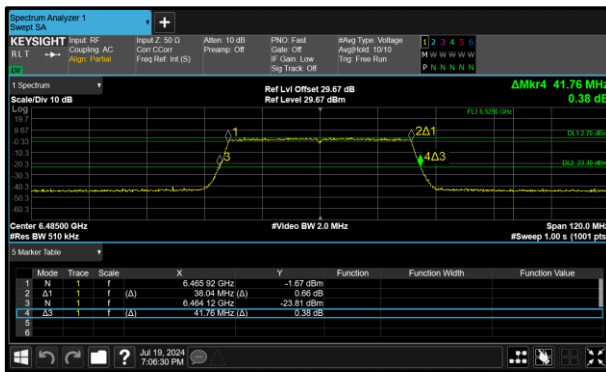 Spectrum Analyzer 1
Swept SA
KEYSIGHT
RLT
Input: RF
Coupling: AC
Align: Partial
Input Z: 50 Ω
Corr CCorr
Freq Ref: Int (S)
Atten: 10 dB
Preamp: Off
PNO: Fast
Gate: Off
IF Gain: Low
Sig Track: Off
#Avg Type: Voltage
Avg|Hold: 10/10
Trig: Free Run
1 2 3 4 5 6
M W W W W W
P N N N N N
1 Spectrum
Scale/Div 10 dB
Ref Lvl Offset 29.67 dB
Ref Level 29.67 dBm
ΔMkr4 41.76 MHz
0.38 dB
Log
19.7
9.67
-0.33
-10.3
-20.3
-30.3
-40.3
-50.3
-60.3
DL1 2.75 dBm
1
2Δ1
3
4Δ3
Center 6.48500 GHz
#Res BW 510 kHz
#Video BW 2.0 MHz
Span 120.0 MHz
#Sweep 1.00 s (1001 pts)
5 Marker Table
Mode Trace Scale X Y Function Function Width Function Value
1 N 1 f 6.465 92 GHz -1.67 dBm
2 Δ1 1 f (Δ) 38.04 MHz (Δ) 0.66 dB
3 N 1 f 6.464 12 GHz -23.81 dBm
4 Δ3 1 f (Δ) 41.76 MHz (Δ) 0.38 dB
5
6
?
Jul 19, 2024
7:06:30 PM